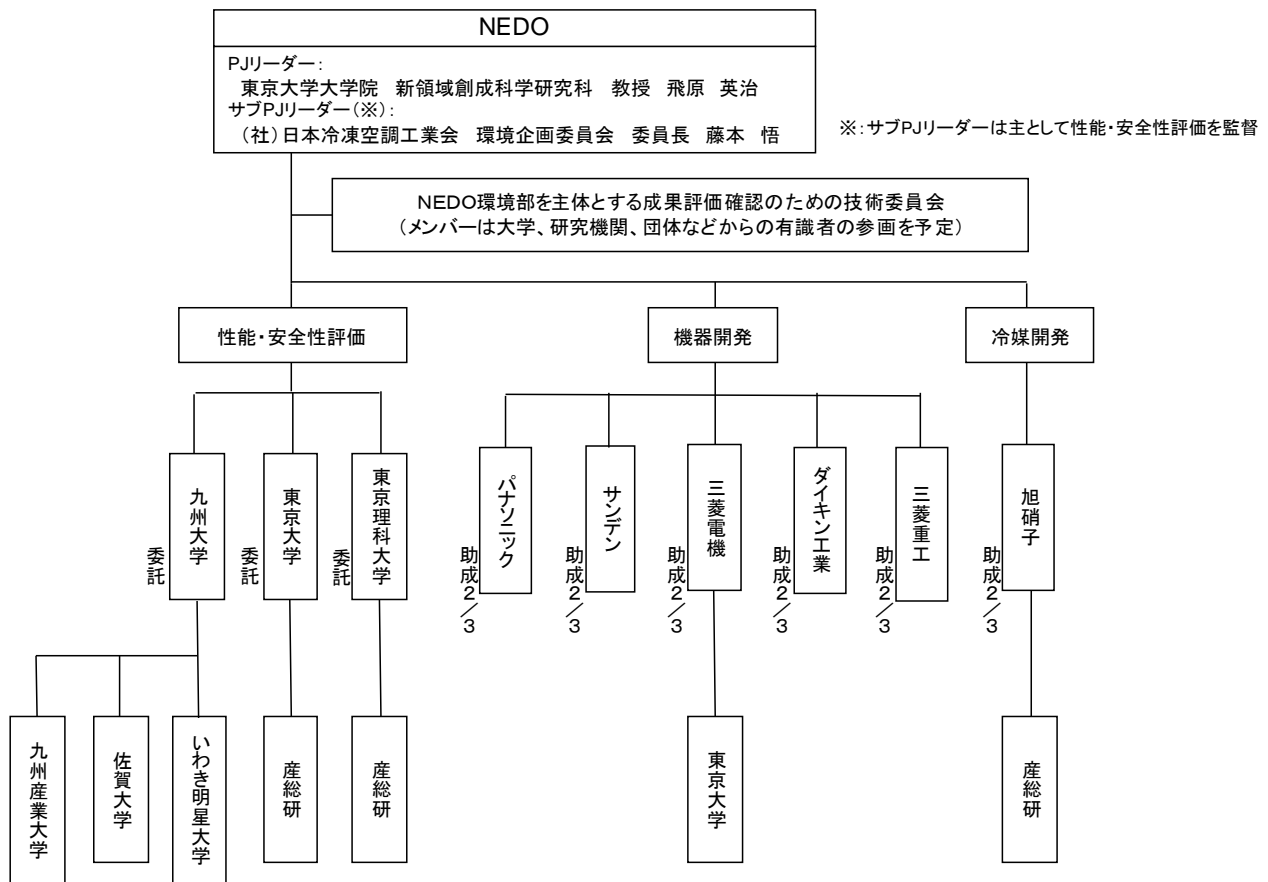 NEDO
PJリーダー:
東京大学大学院 新領域創成科学研究科 教授 飛原 英治
サブPJリーダー(※):
(社)日本冷凍空調工業会 環境企画委員会 委員長 藤本 悟
※:サブPJリーダーは主として性能・安全性評価を監督
NEDO環境部を主体とする成果評価確認のための技術委員会
(メンバーは大学、研究機関、団体などからの有識者の参画を予定)
性能・安全性評価
機器開発
冷媒開発
九州大学
委託
東京大学
委託
東京理科大学
委託
パナソニック
助成2/3
サンデン
助成2/3
三菱電機
助成2/3
ダイキン工業
助成2/3
三菱重工
助成2/3
旭硝子
助成2/3
九州産業大学
佐賀大学
いわき明星大学
産総研
産総研
東京大学
産総研